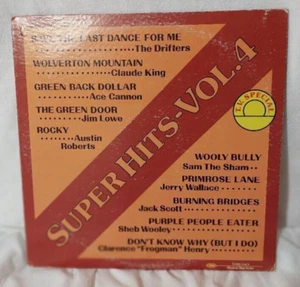 SAVE THE LAST DANCE FOR ME
The Drifters
WOLVERTON MOUNTAIN
Claude King
GREEN BACK DOLLAR
Ace Cannon
THE GREEN DOOR
Jim Lowe
ROCKY
Austin
Roberts
SUPER HITS-VOL.4
T.V. SPECIAL
WOOLY BULLY
Sam The Sham
PRIMROSE LANE
Jerry Wallace
BURNING BRIDGES
Jack Scott
PURPLE PEOPLE EATER
Sheb Wooley
DON'T KNOW WHY (BUT I DO)
Clarence "Frogman" Henry